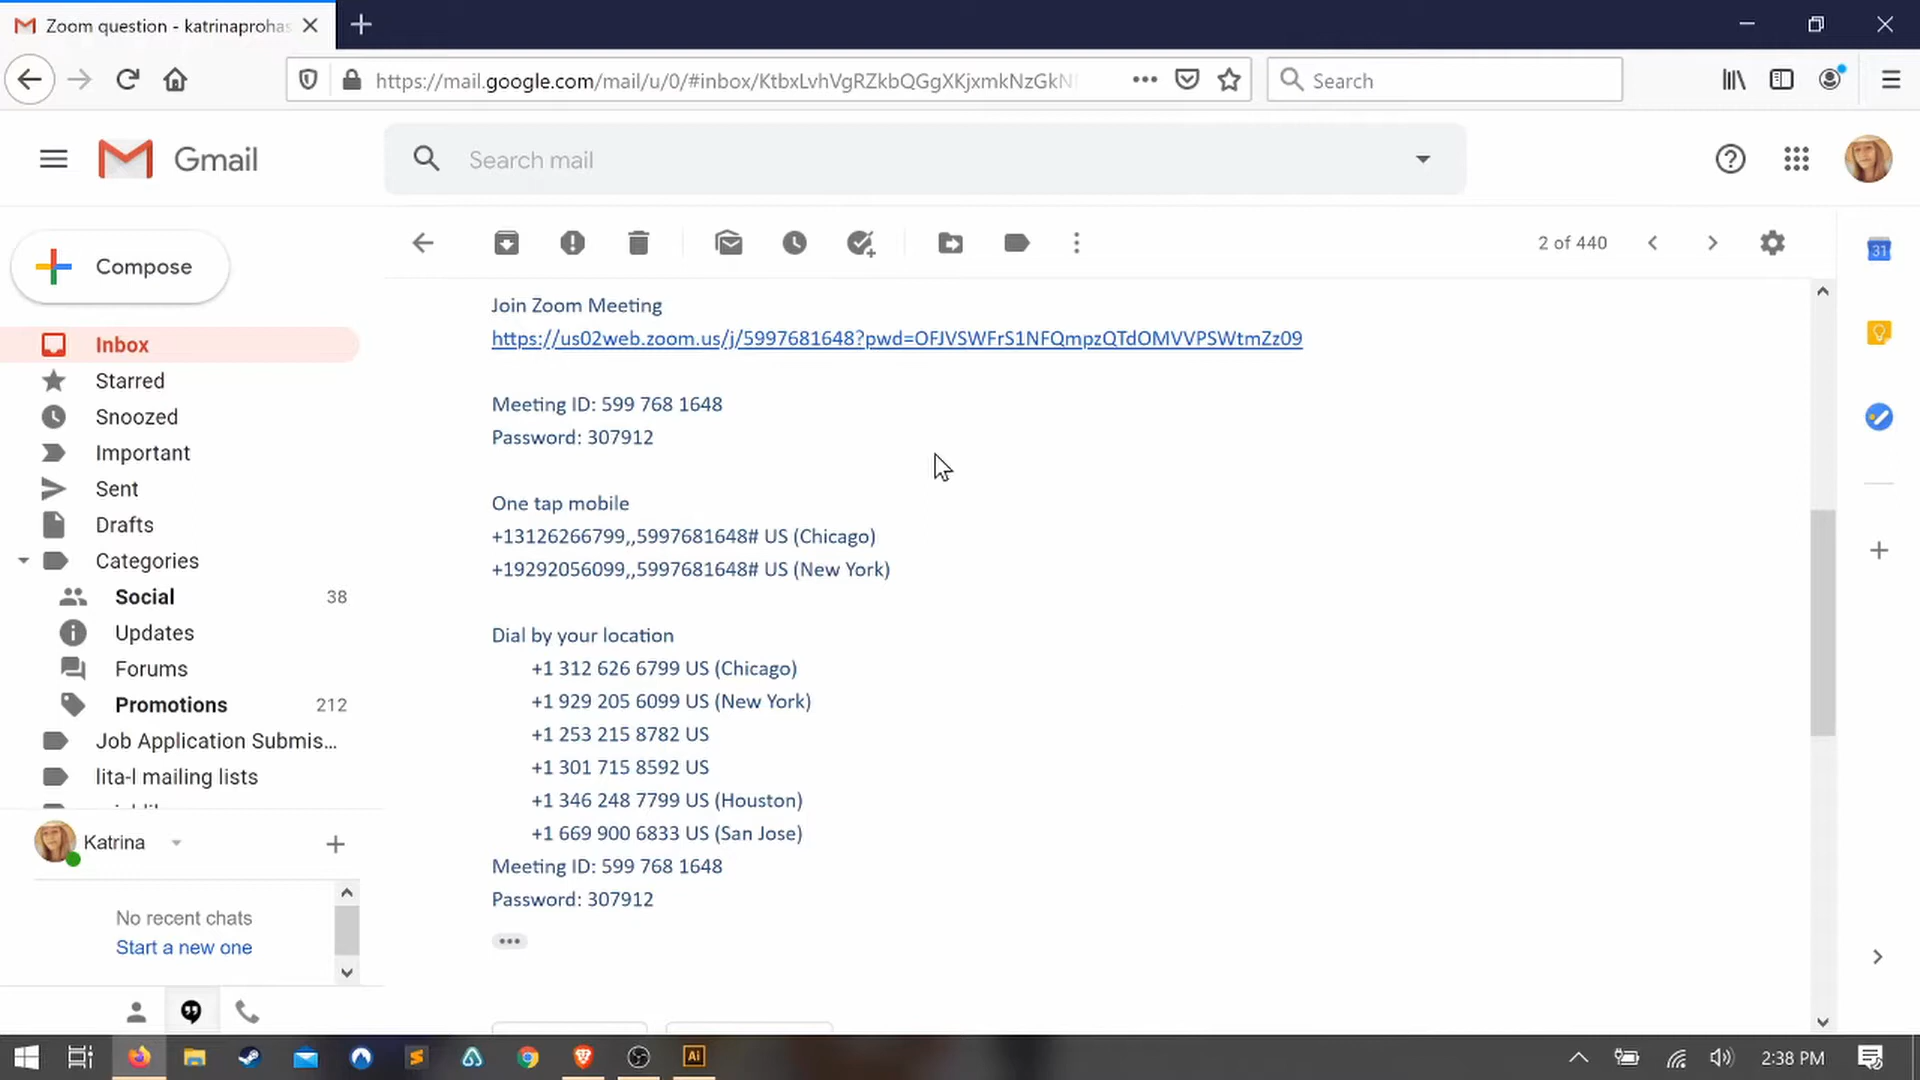 Zoom question - katrinaprohas
https://mail.google.com/mail/u/0/#inbox/KtbxLvhVgRZkbQGgXKjxmkNzGkN
Search
Gmail
Search mail
Compose
2 of 440
31
Inbox
Starred
Snoozed
Important
Sent
Drafts
Categories
Social 38
Updates
Forums
Promotions 212
Job Application Submis...
lita-l mailing lists
Join Zoom Meeting
https://us02web.zoom.us/j/5997681648?pwd=OFJVSWFrS1NFQmpzQTdOMVVPSWtmZz09
Meeting ID: 599 768 1648
Password: 307912
One tap mobile
+13126266799,,5997681648# US (Chicago)
+19292056099,,5997681648# US (New York)
Dial by your location
+1 312 626 6799 US (Chicago)
+1 929 205 6099 US (New York)
+1 253 215 8782 US
+1 301 715 8592 US
+1 346 248 7799 US (Houston)
+1 669 900 6833 US (San Jose)
Meeting ID: 599 768 1648
Password: 307912
Katrina
No recent chats
Start a new one
Ai
2:38 PM